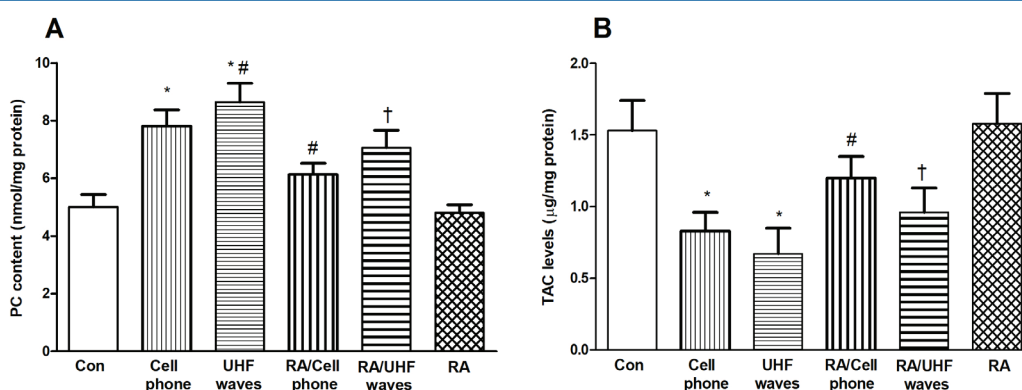 A
PC content (nmol/mg protein)
10
8
6
4
2
0
*
* #
#
†
Con
Cell
phone
UHF
waves
RA/Cell
phone
RA/UHF
waves
RA
B
TAC levels (µg/mg protein)
2.0
1.5
1.0
0.5
0.0
*
*
#
†
Con
Cell
phone
UHF
waves
RA/Cell
phone
RA/UHF
waves
RA